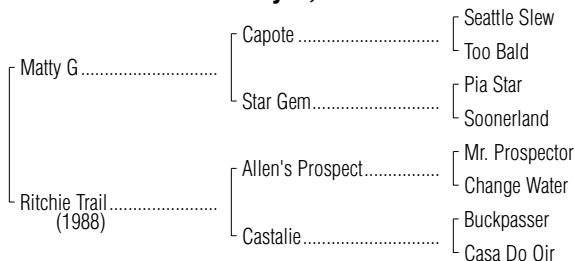 Seattle Slew
Capote
Too Bald
Matty G
Pia Star
Star Gem
Soonerland
Mr. Prospector
Allen's Prospect
Change Water
Ritchie Trail
(1988)
Buckpasser
Castalie
Casa Do Oir